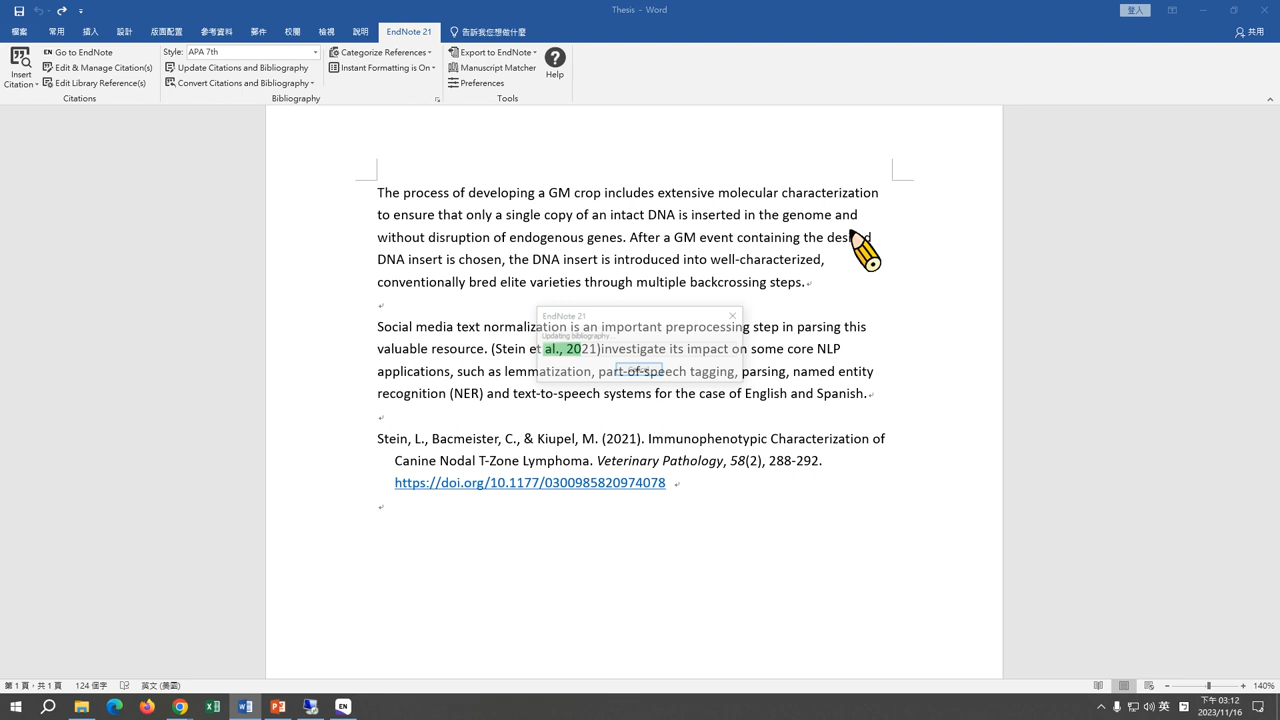 Thesis - Word
登入
檔案 常用 插入 設計 版面配置 參考資料 郵件 校閱 檢視 說明 EndNote 21 告訴我您想做什麼 共用
EN Go to EndNote
Style: APA 7th
Categorize References
Export to EndNote
Edit & Manage Citation(s)
Update Citations and Bibliography
Instant Formatting is On
Manuscript Matcher
Insert Citation
Edit Library Reference(s)
Convert Citations and Bibliography
Preferences
Help
Citations Bibliography Tools
The process of developing a GM crop includes extensive molecular characterization
to ensure that only a single copy of an intact DNA is inserted in the genome and
without disruption of endogenous genes. After a GM event containing the desired
DNA insert is chosen, the DNA insert is introduced into well-characterized,
conventionally bred elite varieties through multiple backcrossing steps.
EndNote 21
Updating bibliography...
Social media text normalization is an important preprocessing step in parsing this
valuable resource. (Stein et al., 2021)investigate its impact on some core NLP
applications, such as lemmatization, part-of-speech tagging, parsing, named entity
recognition (NER) and text-to-speech systems for the case of English and Spanish.
Stein, L., Bacmeister, C., & Kiupel, M. (2021). Immunophenotypic Characterization of
Canine Nodal T-Zone Lymphoma. Veterinary Pathology, 58(2), 288-292.
https://doi.org/10.1177/0300985820974078
第 1 頁，共 1 頁 124 個字 英文 (美國) 140%
EN
英
下午 03:12
2023/11/16